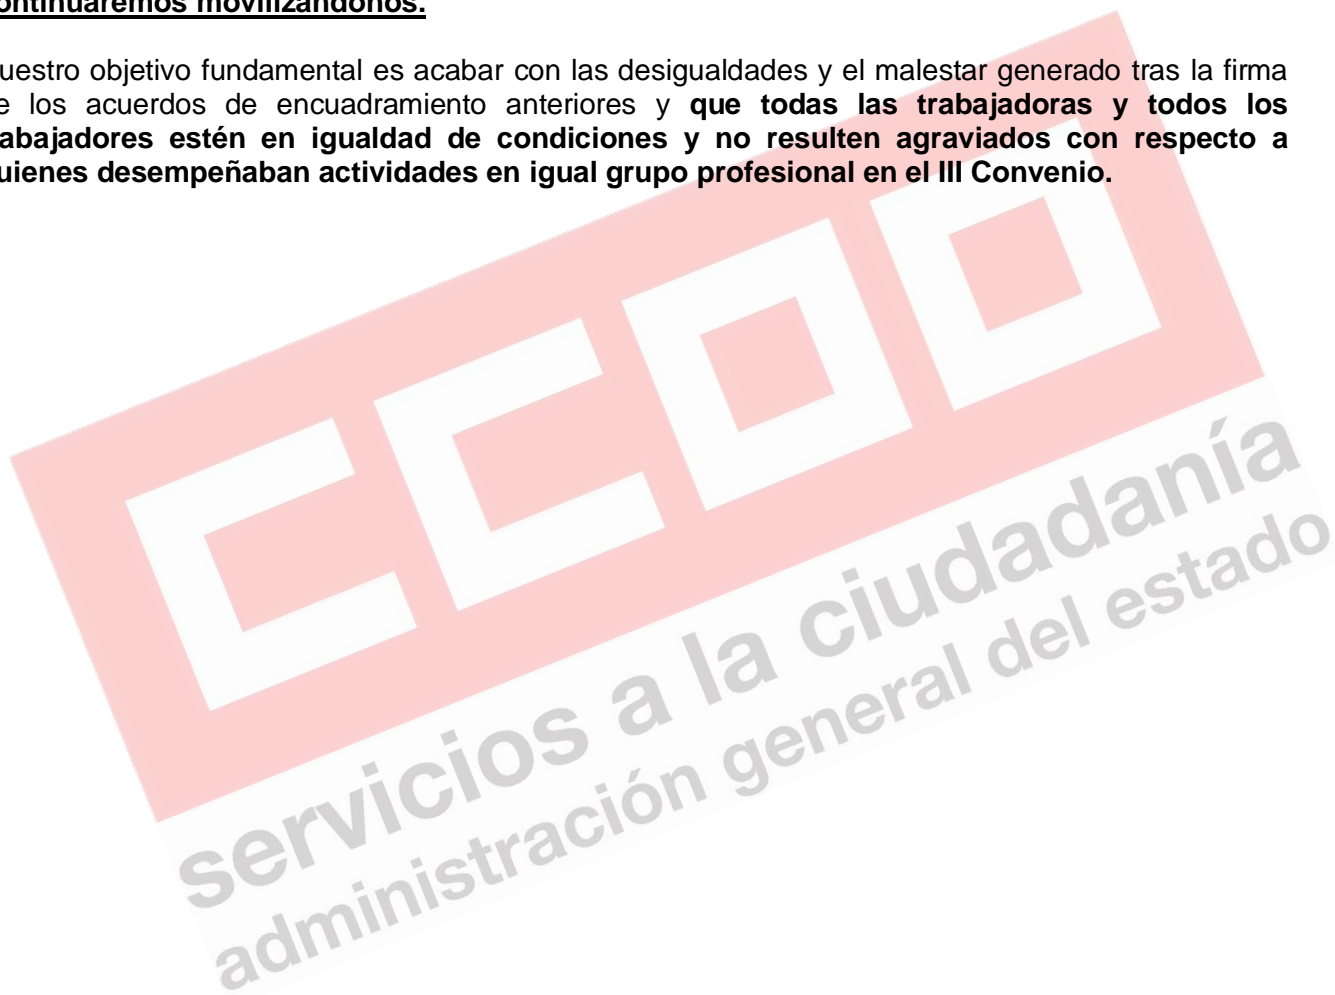 ontinuaremos movilizándonos.
uestro objetivo fundamental es acabar con las desigualdades y el malestar generado tras la firma
e los acuerdos de encuadramiento anteriores y que todas las trabajadoras y todos los
abajadores estén en igualdad de condiciones y no resulten agraviados con respecto a
uienes desempeñaban actividades en igual grupo profesional en el III Convenio.
CCOO
servicios a la ciudadanía
administración general del estado